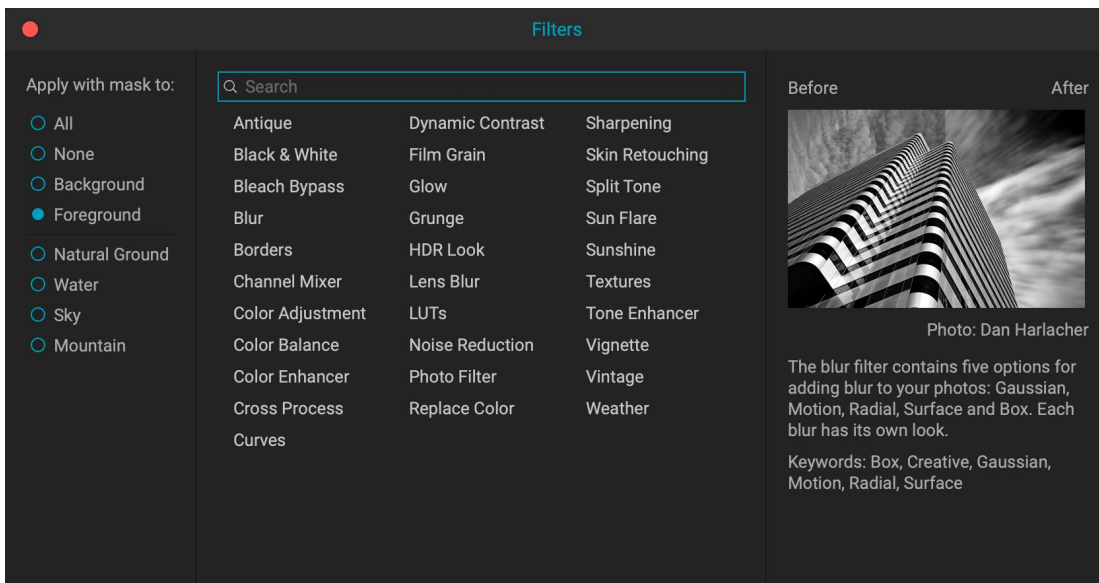 Filters
Apply with mask to:
All
None
Background
Foreground
Natural Ground
Water
Sky
Mountain
Search
Antique
Black & White
Bleach Bypass
Blur
Borders
Channel Mixer
Color Adjustment
Color Balance
Color Enhancer
Cross Process
Curves
Dynamic Contrast
Film Grain
Glow
Grunge
HDR Look
Lens Blur
LUTs
Noise Reduction
Photo Filter
Replace Color
Sharpening
Skin Retouching
Split Tone
Sun Flare
Sunshine
Textures
Tone Enhancer
Vignette
Vintage
Weather
Before After
Photo: Dan Harlacher
The blur filter contains five options for
adding blur to your photos: Gaussian,
Motion, Radial, Surface and Box. Each
blur has its own look.
Keywords: Box, Creative, Gaussian,
Motion, Radial, Surface